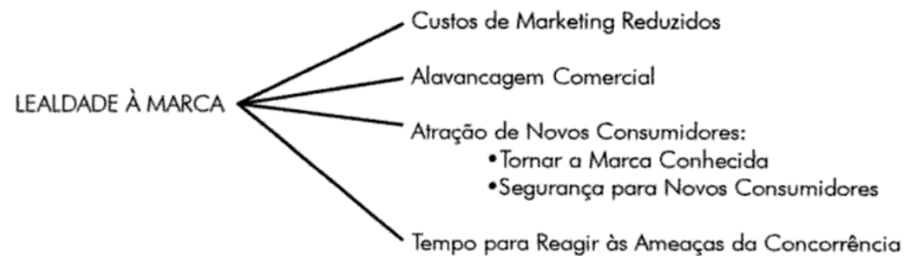 Custos de Marketing Reduzidos
LEALDADE À MARCA
Alavancagem Comercial
Atração de Novos Consumidores:
•Tornar a Marca Conhecida
•Segurança para Novos Consumidores
Tempo para Reagir às Ameaças da Concorrência